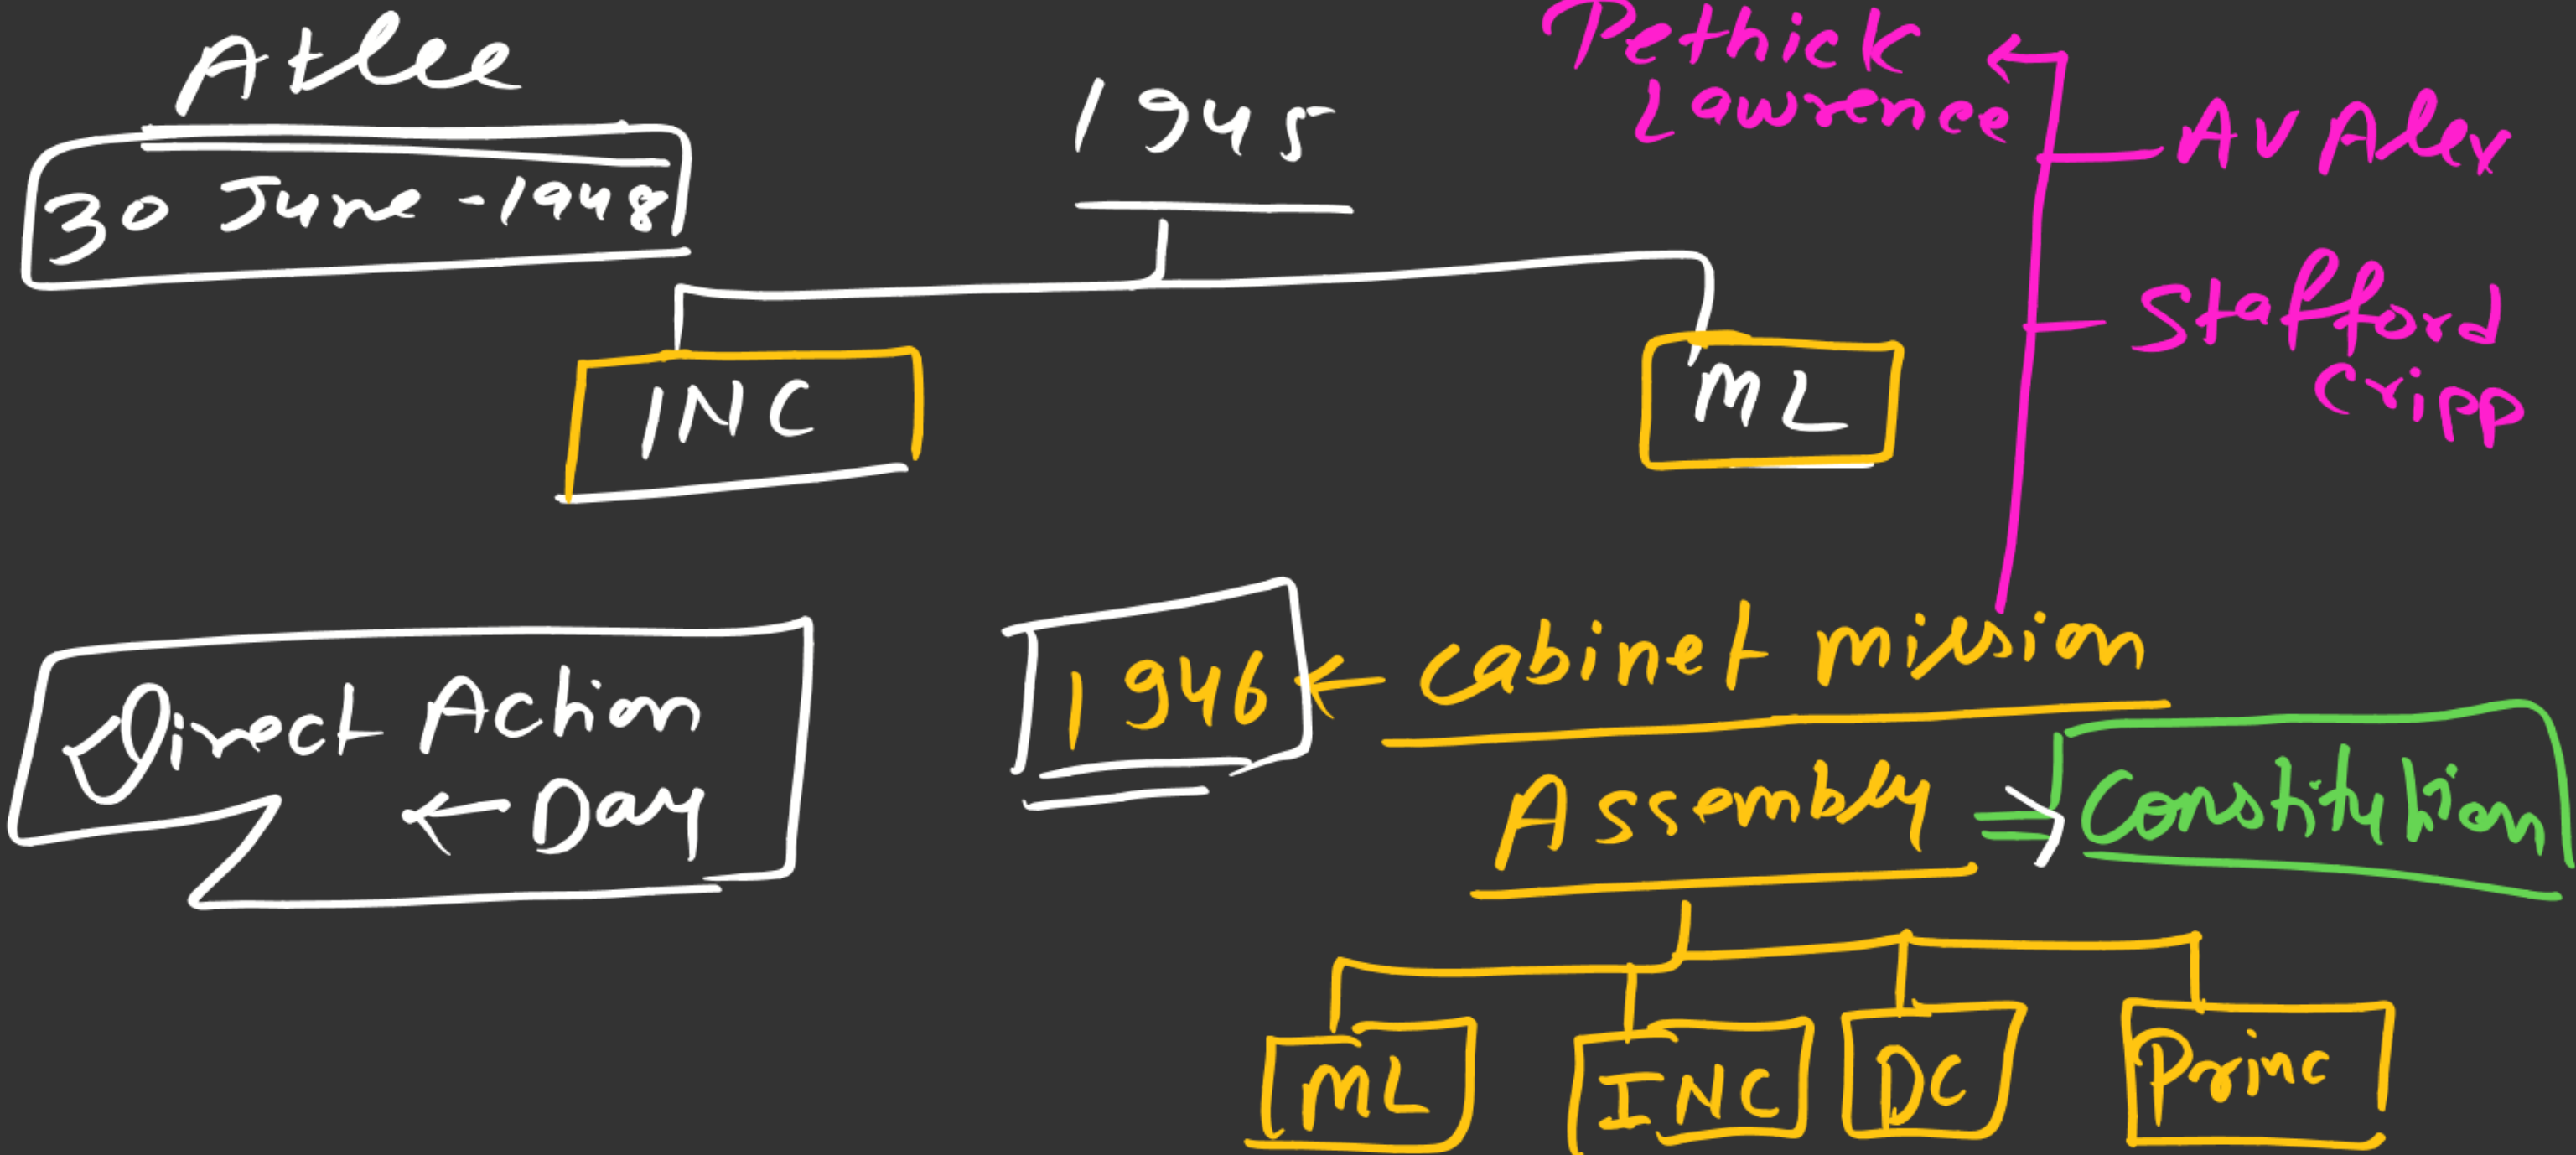 Atlee
30 June - 1948
1945
INC
ML
Pethick
Lawrence
AV Alex
Stafford
Cripp
Direct Action
← Day
1946 ← Cabinet mission
Assembly ⇒ Constitution
ML
INC
DC
Princ